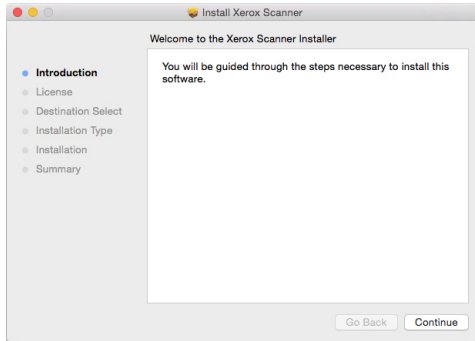 Install Xerox Scanner
Welcome to the Xerox Scanner Installer
Introduction
License
Destination Select
Installation Type
Installation
Summary
You will be guided through the steps necessary to install this
software.
Go Back
Continue